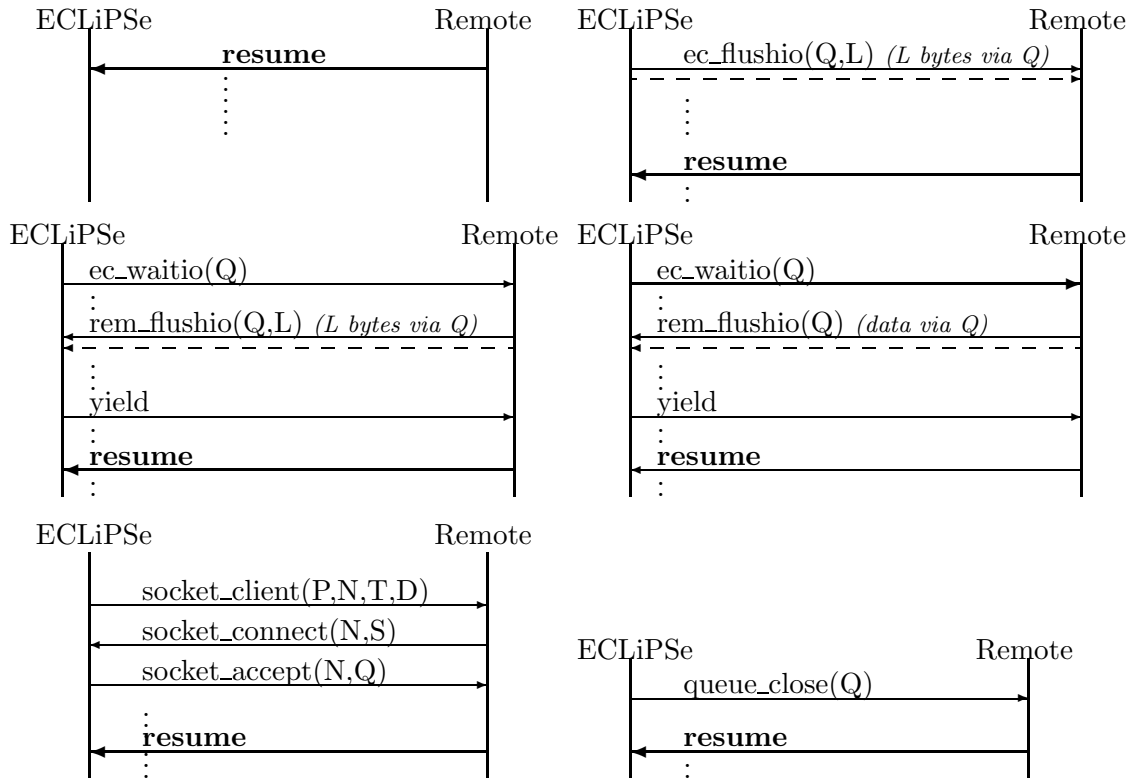 ECLiPSe Remote
resume
ECLiPSe Remote
ec_flushio(Q,L) (L bytes via Q)
resume
ECLiPSe Remote
ec_waitio(Q)
rem_flushio(Q,L) (L bytes via Q)
yield
resume
ECLiPSe Remote
ec_waitio(Q)
rem_flushio(Q) (data via Q)
yield
resume
ECLiPSe Remote
socket_client(P,N,T,D)
socket_connect(N,S)
socket_accept(N,Q)
resume
ECLiPSe Remote
queue_close(Q)
resume